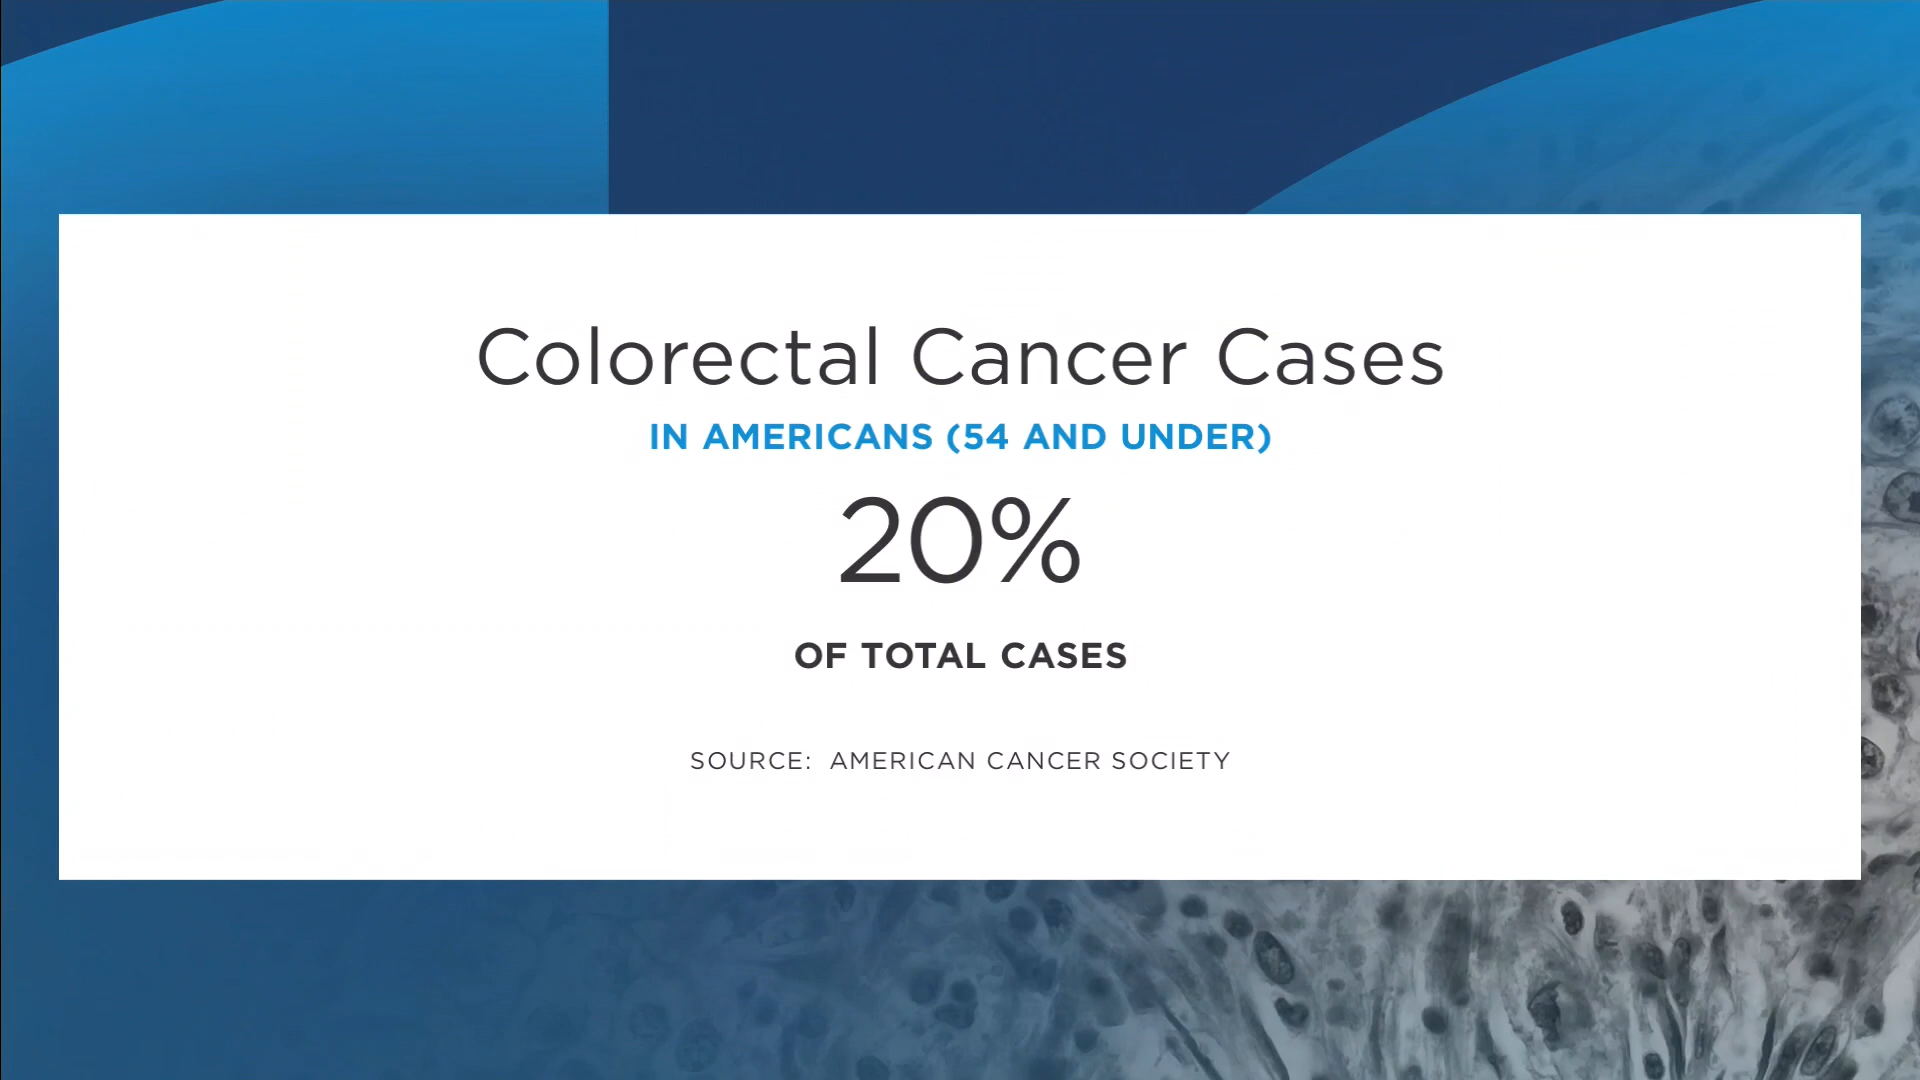 Colorectal Cancer Cases
IN AMERICANS (54 AND UNDER)
20%
OF TOTAL CASES
SOURCE: AMERICAN CANCER SOCIETY